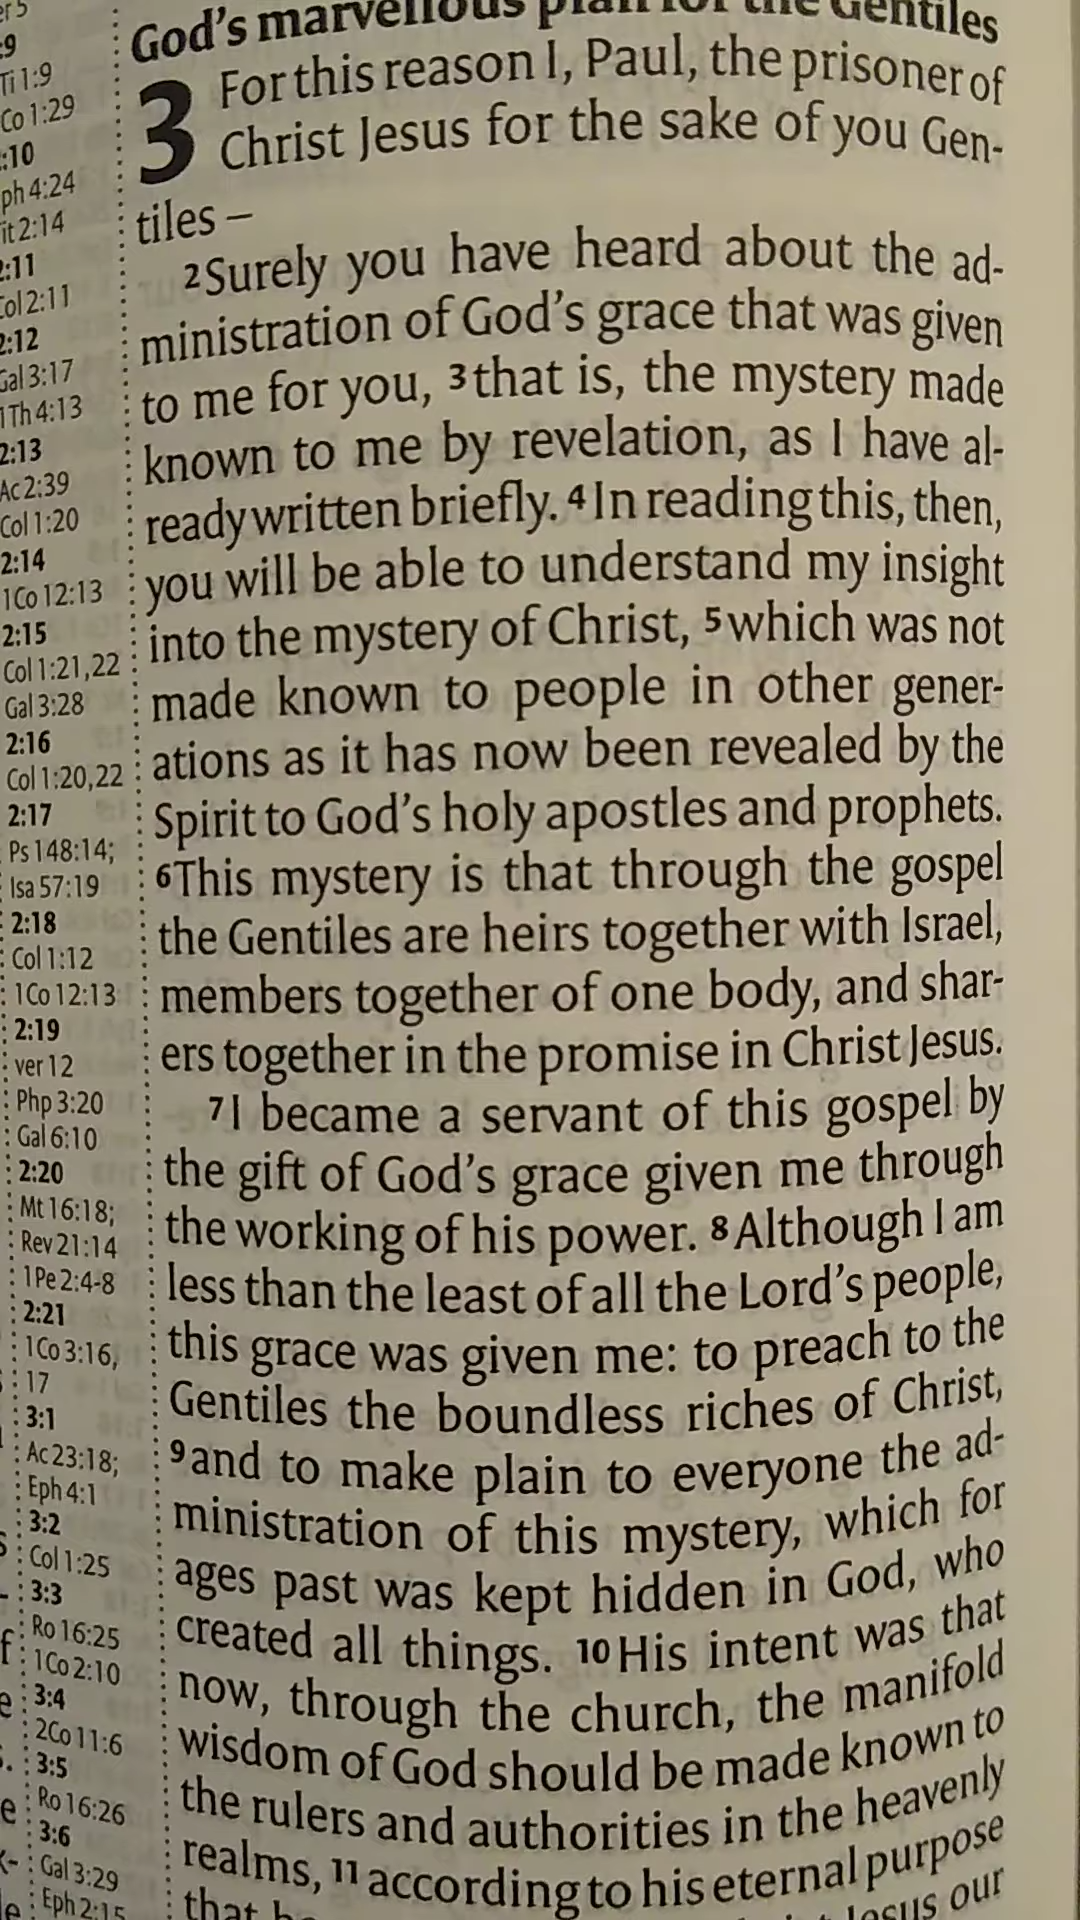 er 5
:9
Ti 1:9
Co 1:29
:10
ph 4:24
it 2:14
2:11
Col 2:11
2:12
Gal 3:17
1Th 4:13
2:13
Ac 2:39
Col 1:20
2:14
1Co 12:13
2:15
Col 1:21,22
Gal 3:28
2:16
Col 1:20,22
2:17
Ps 148:14;
Isa 57:19
2:18
Col 1:12
1Co 12:13
2:19
ver 12
Php 3:20
Gal 6:10
2:20
Mt 16:18;
Rev 21:14
1Pe 2:4-8
2:21
1Co 3:16,
17
3:1
Ac 23:18;
Eph 4:1
3:2
Col 1:25
3:3
Ro 16:25
1Co 2:10
3:4
2Co 11:6
3:5
Ro 16:26
3:6
Gal 3:29
Eph 2:15
God's marvellous plan for the Gentiles
3 For this reason I, Paul, the prisoner of
Christ Jesus for the sake of you Gen-
tiles –
2 Surely you have heard about the ad-
ministration of God's grace that was given
to me for you, 3 that is, the mystery made
known to me by revelation, as I have al-
ready written briefly. 4 In reading this, then,
you will be able to understand my insight
into the mystery of Christ, 5 which was not
made known to people in other gener-
ations as it has now been revealed by the
Spirit to God's holy apostles and prophets.
6 This mystery is that through the gospel
the Gentiles are heirs together with Israel,
members together of one body, and shar-
ers together in the promise in Christ Jesus.
7 I became a servant of this gospel by
the gift of God's grace given me through
the working of his power. 8 Although I am
less than the least of all the Lord's people,
this grace was given me: to preach to the
Gentiles the boundless riches of Christ,
9 and to make plain to everyone the ad-
ministration of this mystery, which for
ages past was kept hidden in God, who
created all things. 10 His intent was that
now, through the church, the manifold
wisdom of God should be made known to
the rulers and authorities in the heavenly
realms, 11 according to his eternal purpose
that Jesus our